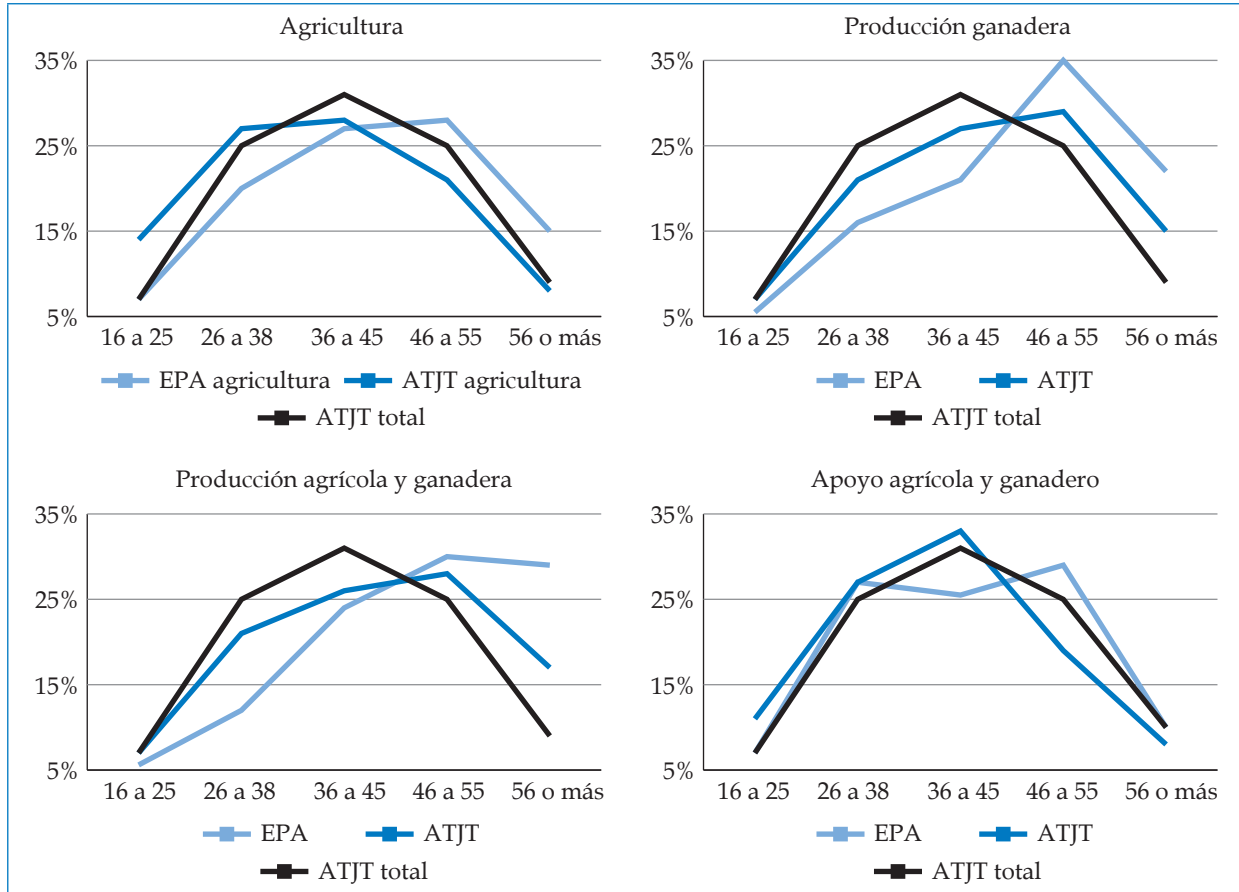 Agricultura
35%
25%
15%
5%
16 a 25 26 a 38 36 a 45 46 a 55 56 o más
EPA agricultura ATJT agricultura
ATJT total
Producción ganadera
35%
25%
15%
5%
16 a 25 26 a 38 36 a 45 46 a 55 56 o más
EPA ATJT
ATJT total
Producción agrícola y ganadera
35%
25%
15%
5%
16 a 25 26 a 38 36 a 45 46 a 55 56 o más
EPA ATJT
ATJT total
Apoyo agrícola y ganadero
35%
25%
15%
5%
16 a 25 26 a 38 36 a 45 46 a 55 56 o más
EPA ATJT
ATJT total